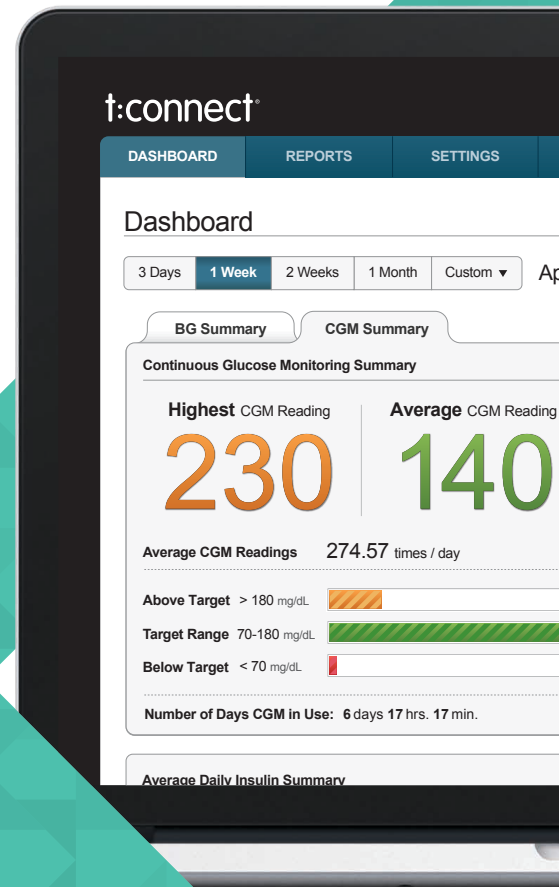 t:connect®
DASHBOARD REPORTS SETTINGS
Dashboard
3 Days 1 Week 2 Weeks 1 Month Custom ▼
BG Summary CGM Summary
Continuous Glucose Monitoring Summary
Highest CGM Reading Average CGM Reading
230 140
Average CGM Readings 274.57 times / day
Above Target > 180 mg/dL
Target Range 70-180 mg/dL
Below Target < 70 mg/dL
Number of Days CGM in Use: 6 days 17 hrs. 17 min.
Average Daily Insulin Summary